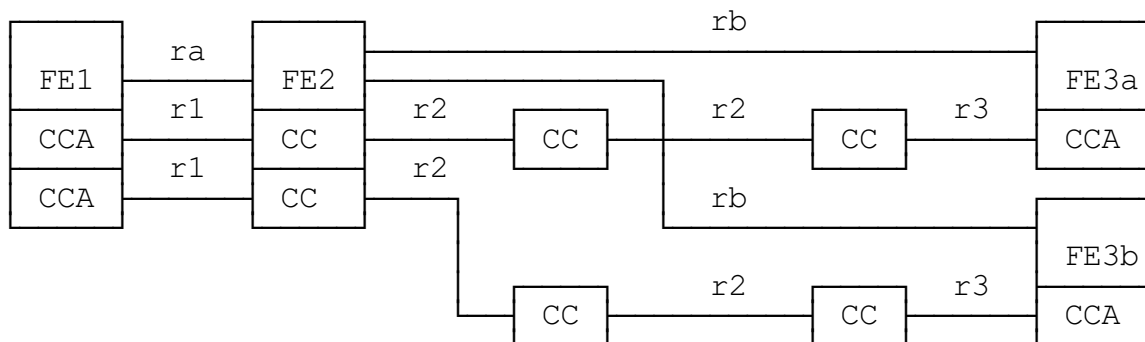 rb
ra
FE1 FE2 FE3a
r1 r2 r2 r3
CCA CC CC CC CCA
r1 r2
CCA CC rb
FE3b
r2 r3
CC CC CCA